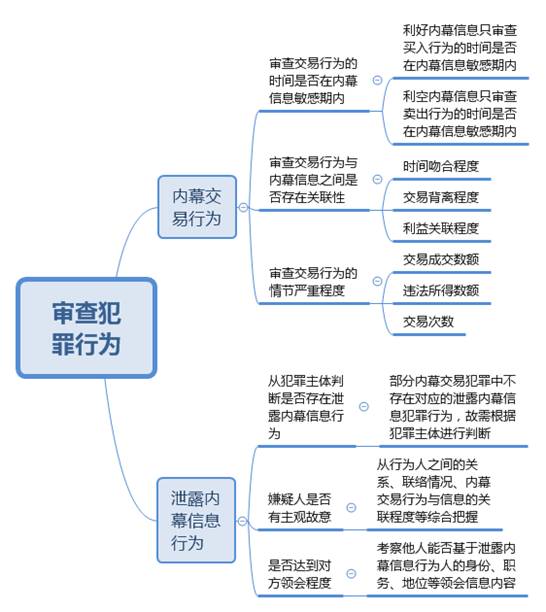 审查犯
罪行为
内幕交
易行为
审查交易行为的
时间是否在内幕
信息敏感期内
利好内幕信息只审查
买入行为的时间是否
在内幕信息敏感期内
利空内幕信息只审查
卖出行为的时间是否
在内幕信息敏感期内
审查交易行为与
内幕信息之间是
否存在关联性
时间吻合程度
交易背离程度
利益关联程度
审查交易行为的
情节严重程度
交易成交数额
违法所得数额
交易次数
泄露内
幕信息
行为
从犯罪主体判
断是否存在泄
露内幕信息行
为
部分内幕交易犯罪中不
存在对应的泄露内幕信
息犯罪行为，故需根据
犯罪主体进行判断
嫌疑人是否
有主观故意
从行为人之间的关
系、联络情况、内幕
交易行为与信息的关
联程度等综合把握
是否达到对
方领会程度
考察他人能否基于泄露内
幕信息行为人的身份、职
务、地位等领会信息内容